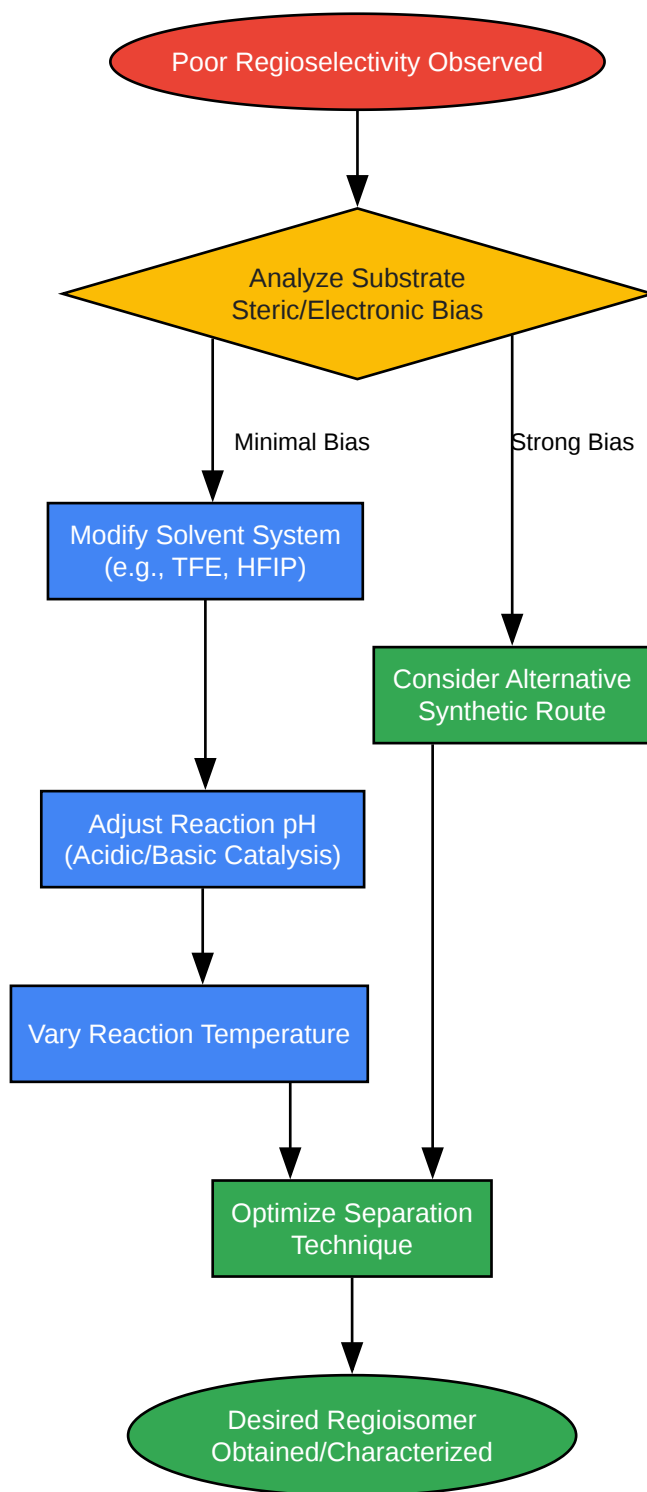 Poor Regioselectivity Observed
Analyze Substrate
Steric/Electronic Bias
Minimal Bias
Strong Bias
Modify Solvent System
(e.g., TFE, HFIP)
Consider Alternative
Synthetic Route
Adjust Reaction pH
(Acidic/Basic Catalysis)
Vary Reaction Temperature
Optimize Separation
Technique
Desired Regioisomer
Obtained/Characterized